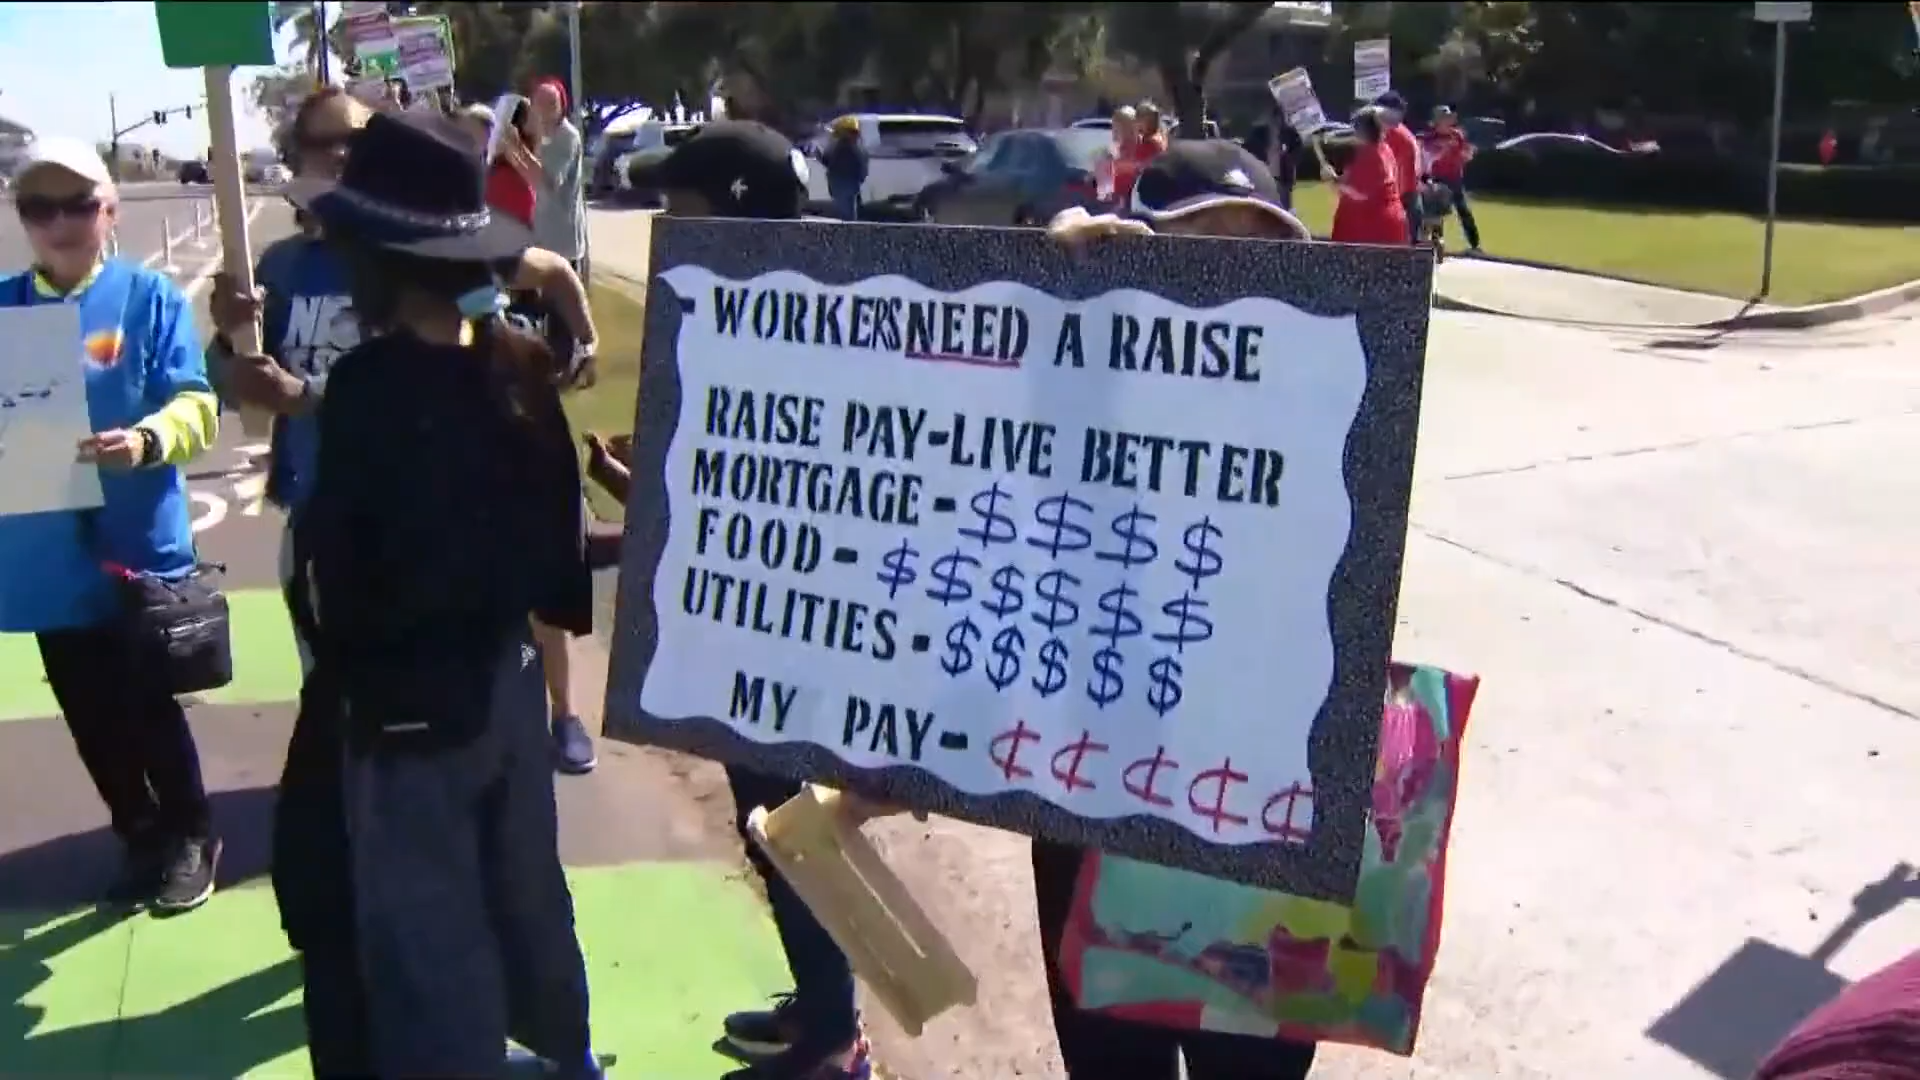 - WORKERS NEED A RAISE
RAISE PAY-LIVE BETTER
MORTGAGE - $ $ $ $
FOOD - $ $ $ $ $ $
UTILITIES - $ $ $ $ $
MY PAY - ¢ ¢ ¢ ¢ ¢